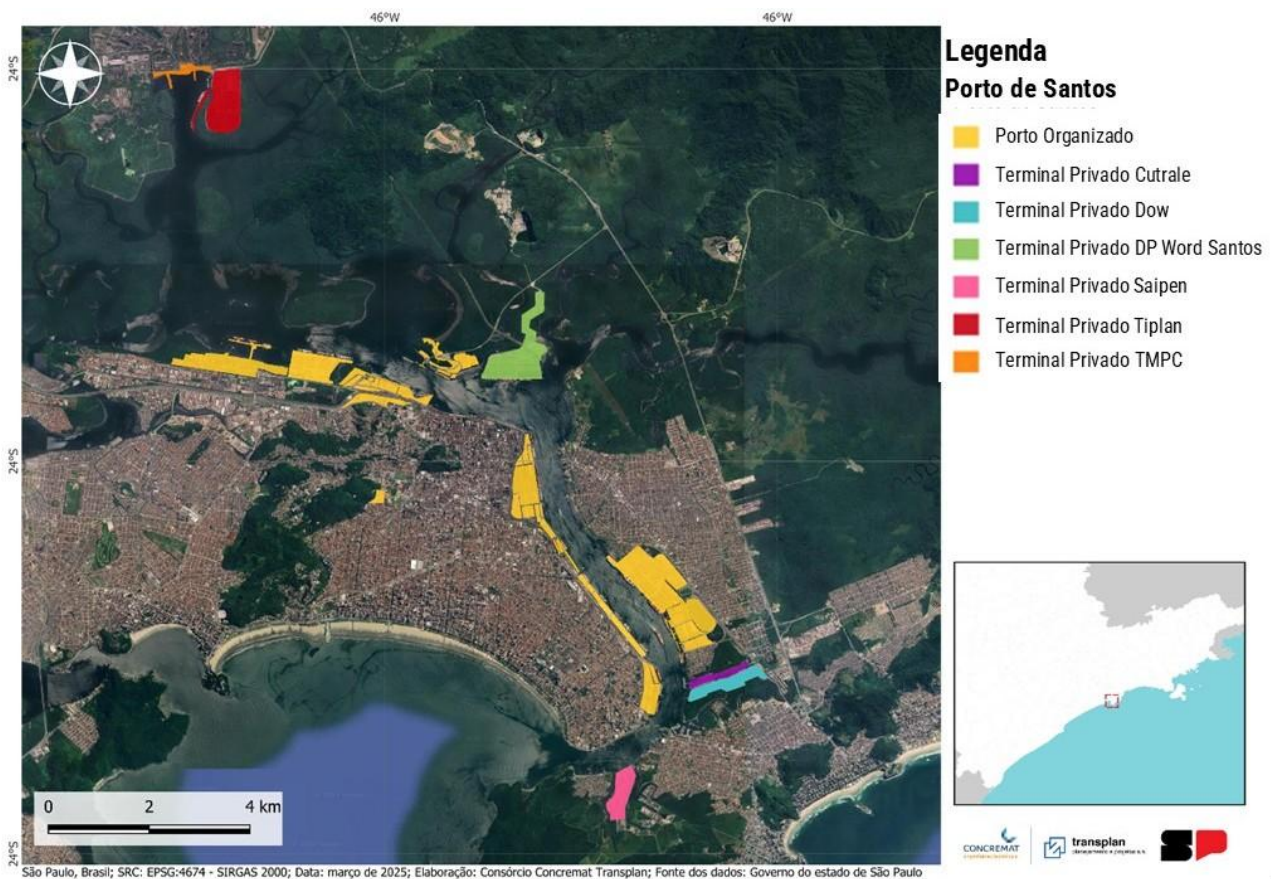 46°W
46°W
24°S
24°S
24°S
Legenda
Porto de Santos
Porto Organizado
Terminal Privado Cutrale
Terminal Privado Dow
Terminal Privado DP Word Santos
Terminal Privado Saipen
Terminal Privado Tiplan
Terminal Privado TMPC
0 2 4 km
CONCREMAT
transplan
SP
São Paulo, Brasil; SRC: EPSG:4674 - SIRGAS 2000; Data: março de 2025; Elaboração: Consórcio Concremat Transplan; Fonte dos dados: Governo do estado de São Paulo